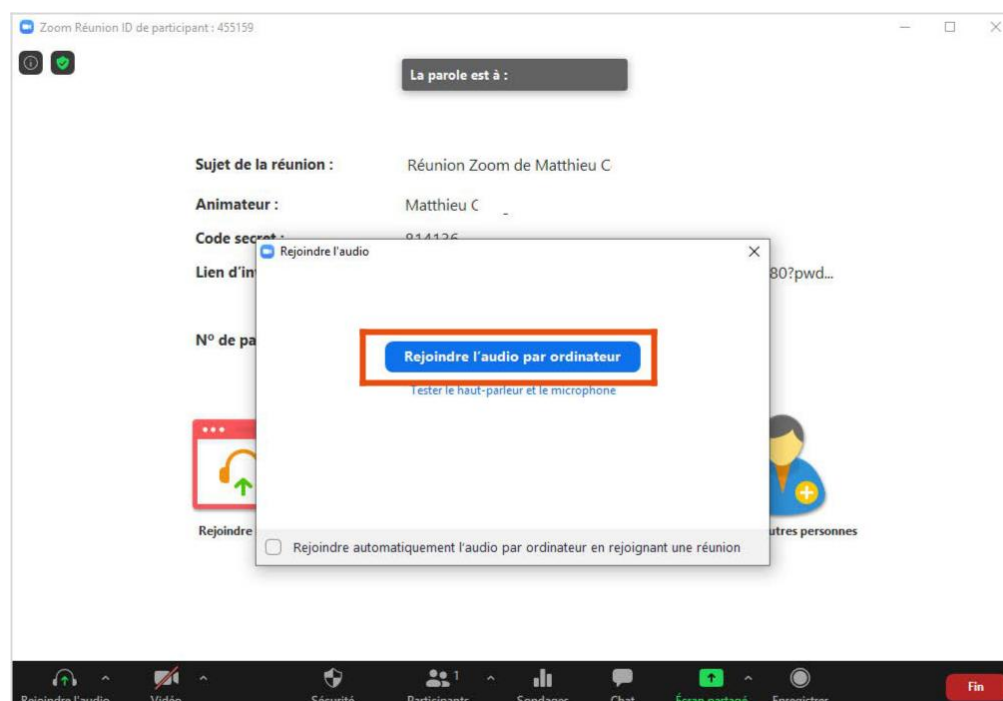 Zoom Réunion ID de participant : 455159
La parole est à :
Sujet de la réunion : Réunion Zoom de Matthieu C
Animateur : Matthieu C
Code secret : 814136
Rejoindre l'audio
Lien d'in 80?pwd...
Nº de pa
Rejoindre l'audio par ordinateur
Tester le haut-parleur et le microphone
Rejoindre utres personnes
Rejoindre automatiquement l'audio par ordinateur en rejoignant une réunion
1
Rejoindre l'audio Vidéo Sécurité Participants Sondages Chat Écran partagé Enregistrer
Fin